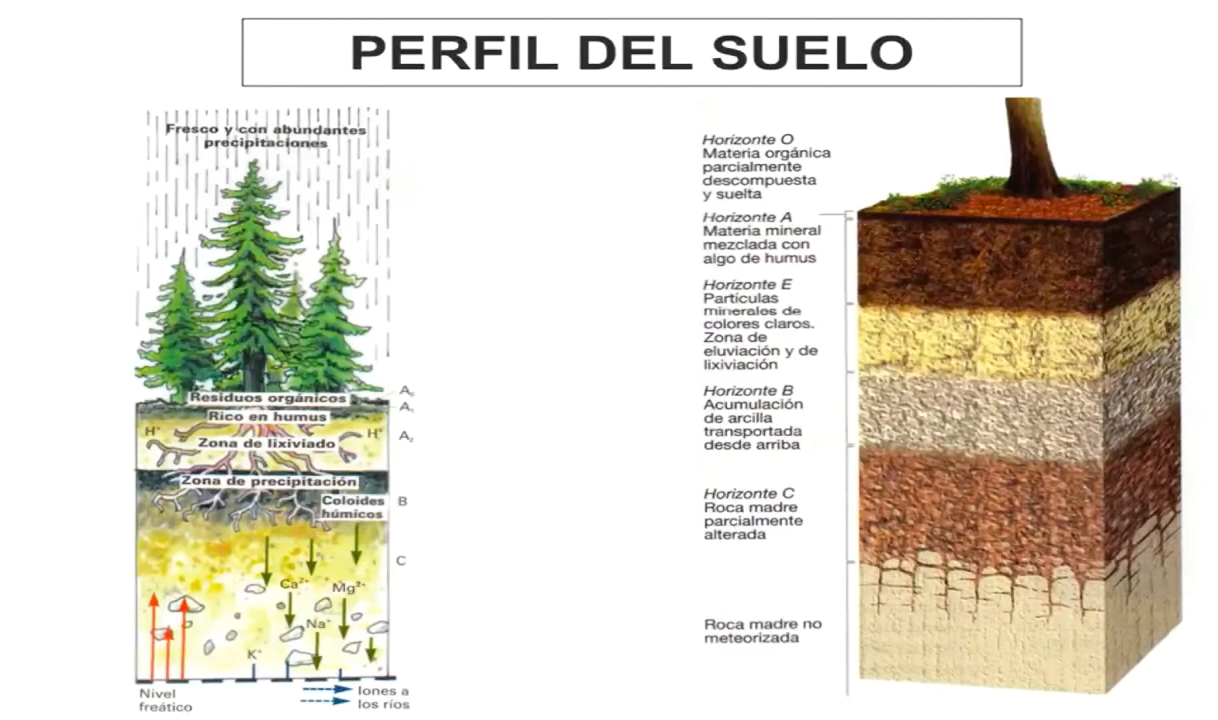 PERFIL DEL SUELO
Fresco y con abundantes
precipitaciones
Residuos orgánicos
A₀
Rico en humus
A₁
H⁺
H⁺
Zona de lixiviado
A₂
Zona de precipitación
Coloides
húmicos
B
C
Ca²⁺
Mg²⁺
Na⁺
K⁺
Nivel
freático
Iones a
los ríos
Horizonte O
Materia orgánica
parcialmente
descompuesta
y suelta
Horizonte A
Materia mineral
mezclada con
algo de humus
Horizonte E
Partículas
minerales de
colores claros.
Zona de
eluviación y de
lixiviación
Horizonte B
Acumulación
de arcilla
transportada
desde arriba
Horizonte C
Roca madre
parcialmente
alterada
Roca madre no
meteorizada